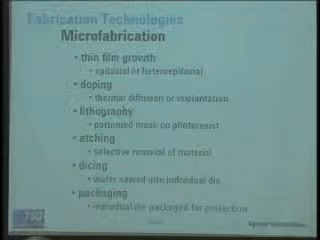 Fabrication Technologies
Microfabrication
• thin film growth
• epitaxial or heteroepitaxial
• doping
• thermal diffusion or implantation
• lithography
• patterned mask on photoresist
• etching
• selective removal of material
• dicing
• wafer sawed into individual die
• packaging
• individual die packaged for protection